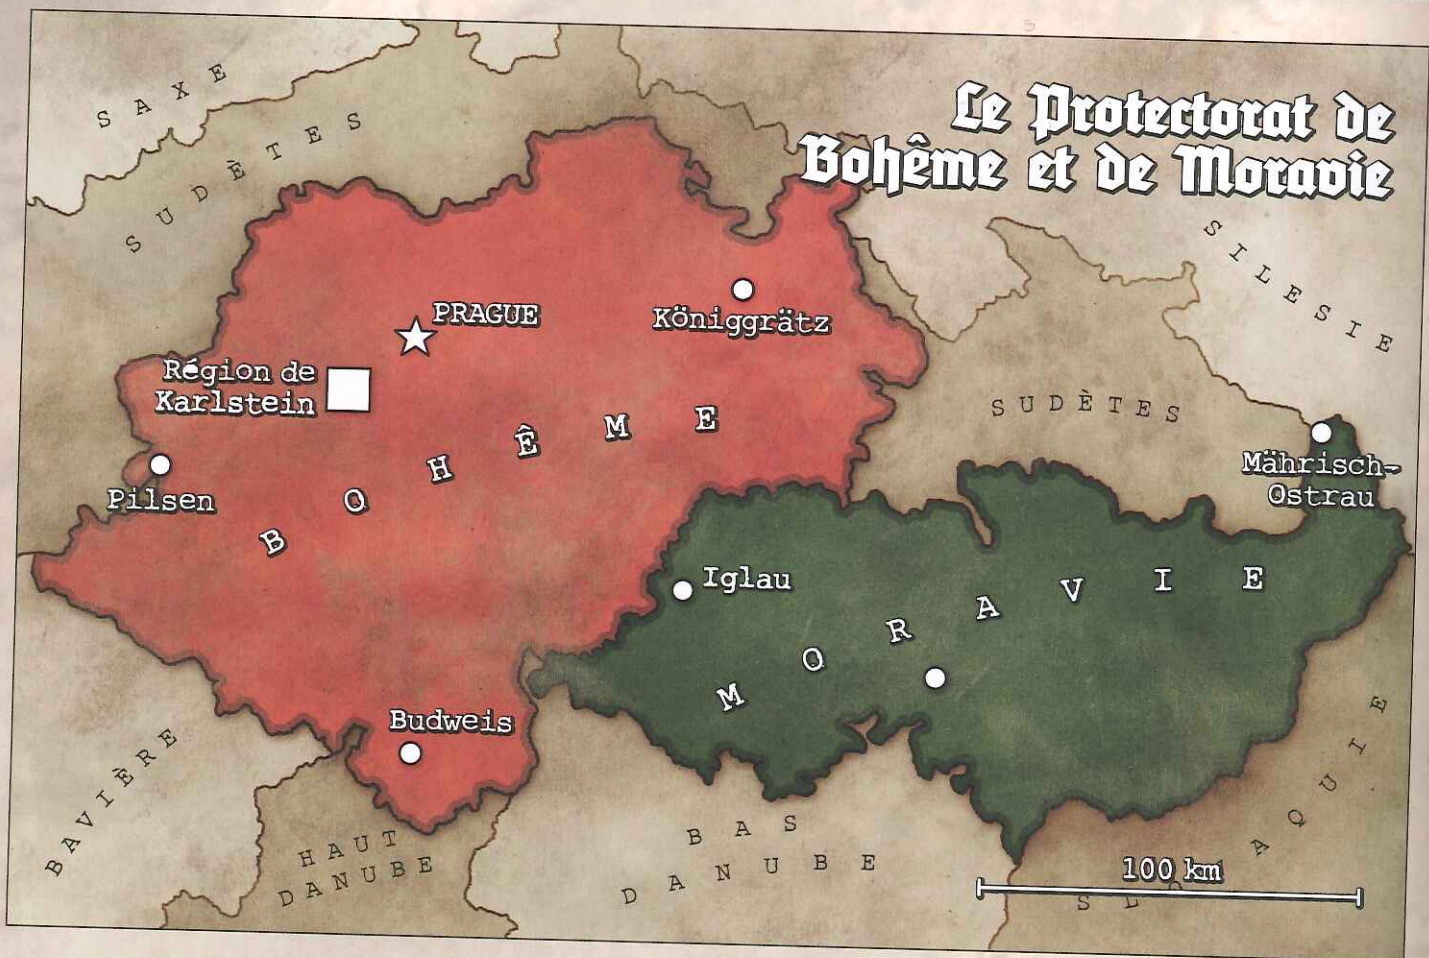 Le Protectorat de
Bohême et de Moravie
SAXE
SUDÈTES
SILESIE
PRAGUE
Königgrätz
Région de
Karlstein
BOHÊME
SUDÈTES
Mährisch-
Ostrau
Pilsen
Iglau
MORAVIE
Budweis
BAVIÈRE
HAUT
DANUBE
BAS
DANUBE
SLOAQUIE
100 km